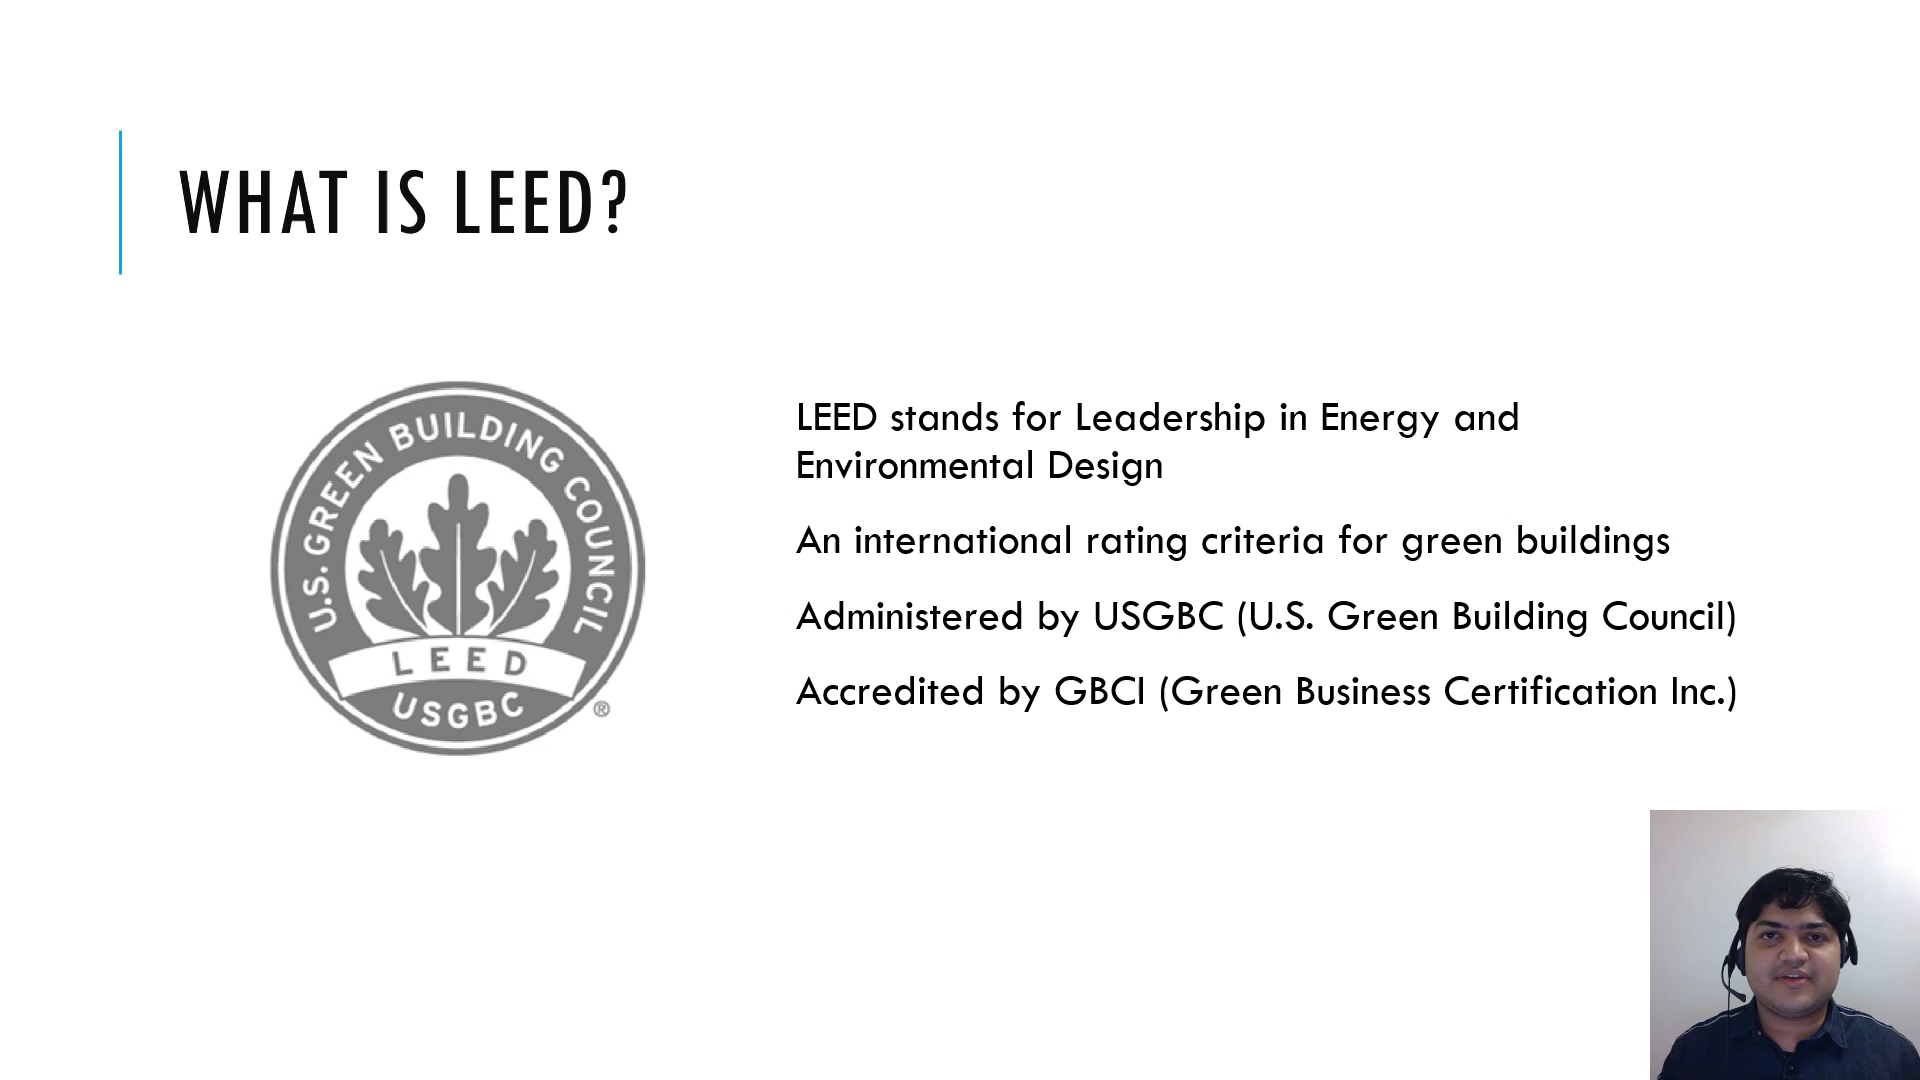 WHAT IS LEED?
U.S. GREEN BUILDING COUNCIL
LEED
USGBC
®
LEED stands for Leadership in Energy and
Environmental Design
An international rating criteria for green buildings
Administered by USGBC (U.S. Green Building Council)
Accredited by GBCI (Green Business Certification Inc.)